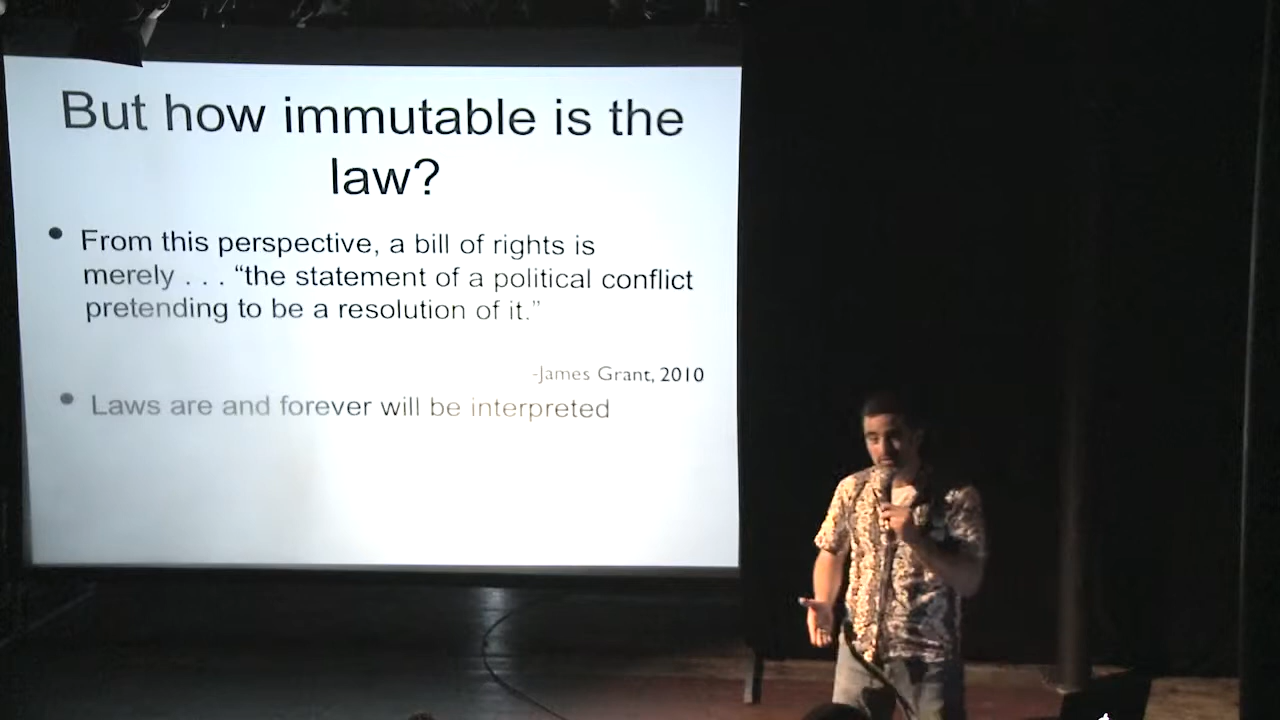 But how immutable is the
law?
• From this perspective, a bill of rights is
merely . . . “the statement of a political conflict
pretending to be a resolution of it.”
-James Grant, 2010
• Laws are and forever will be interpreted